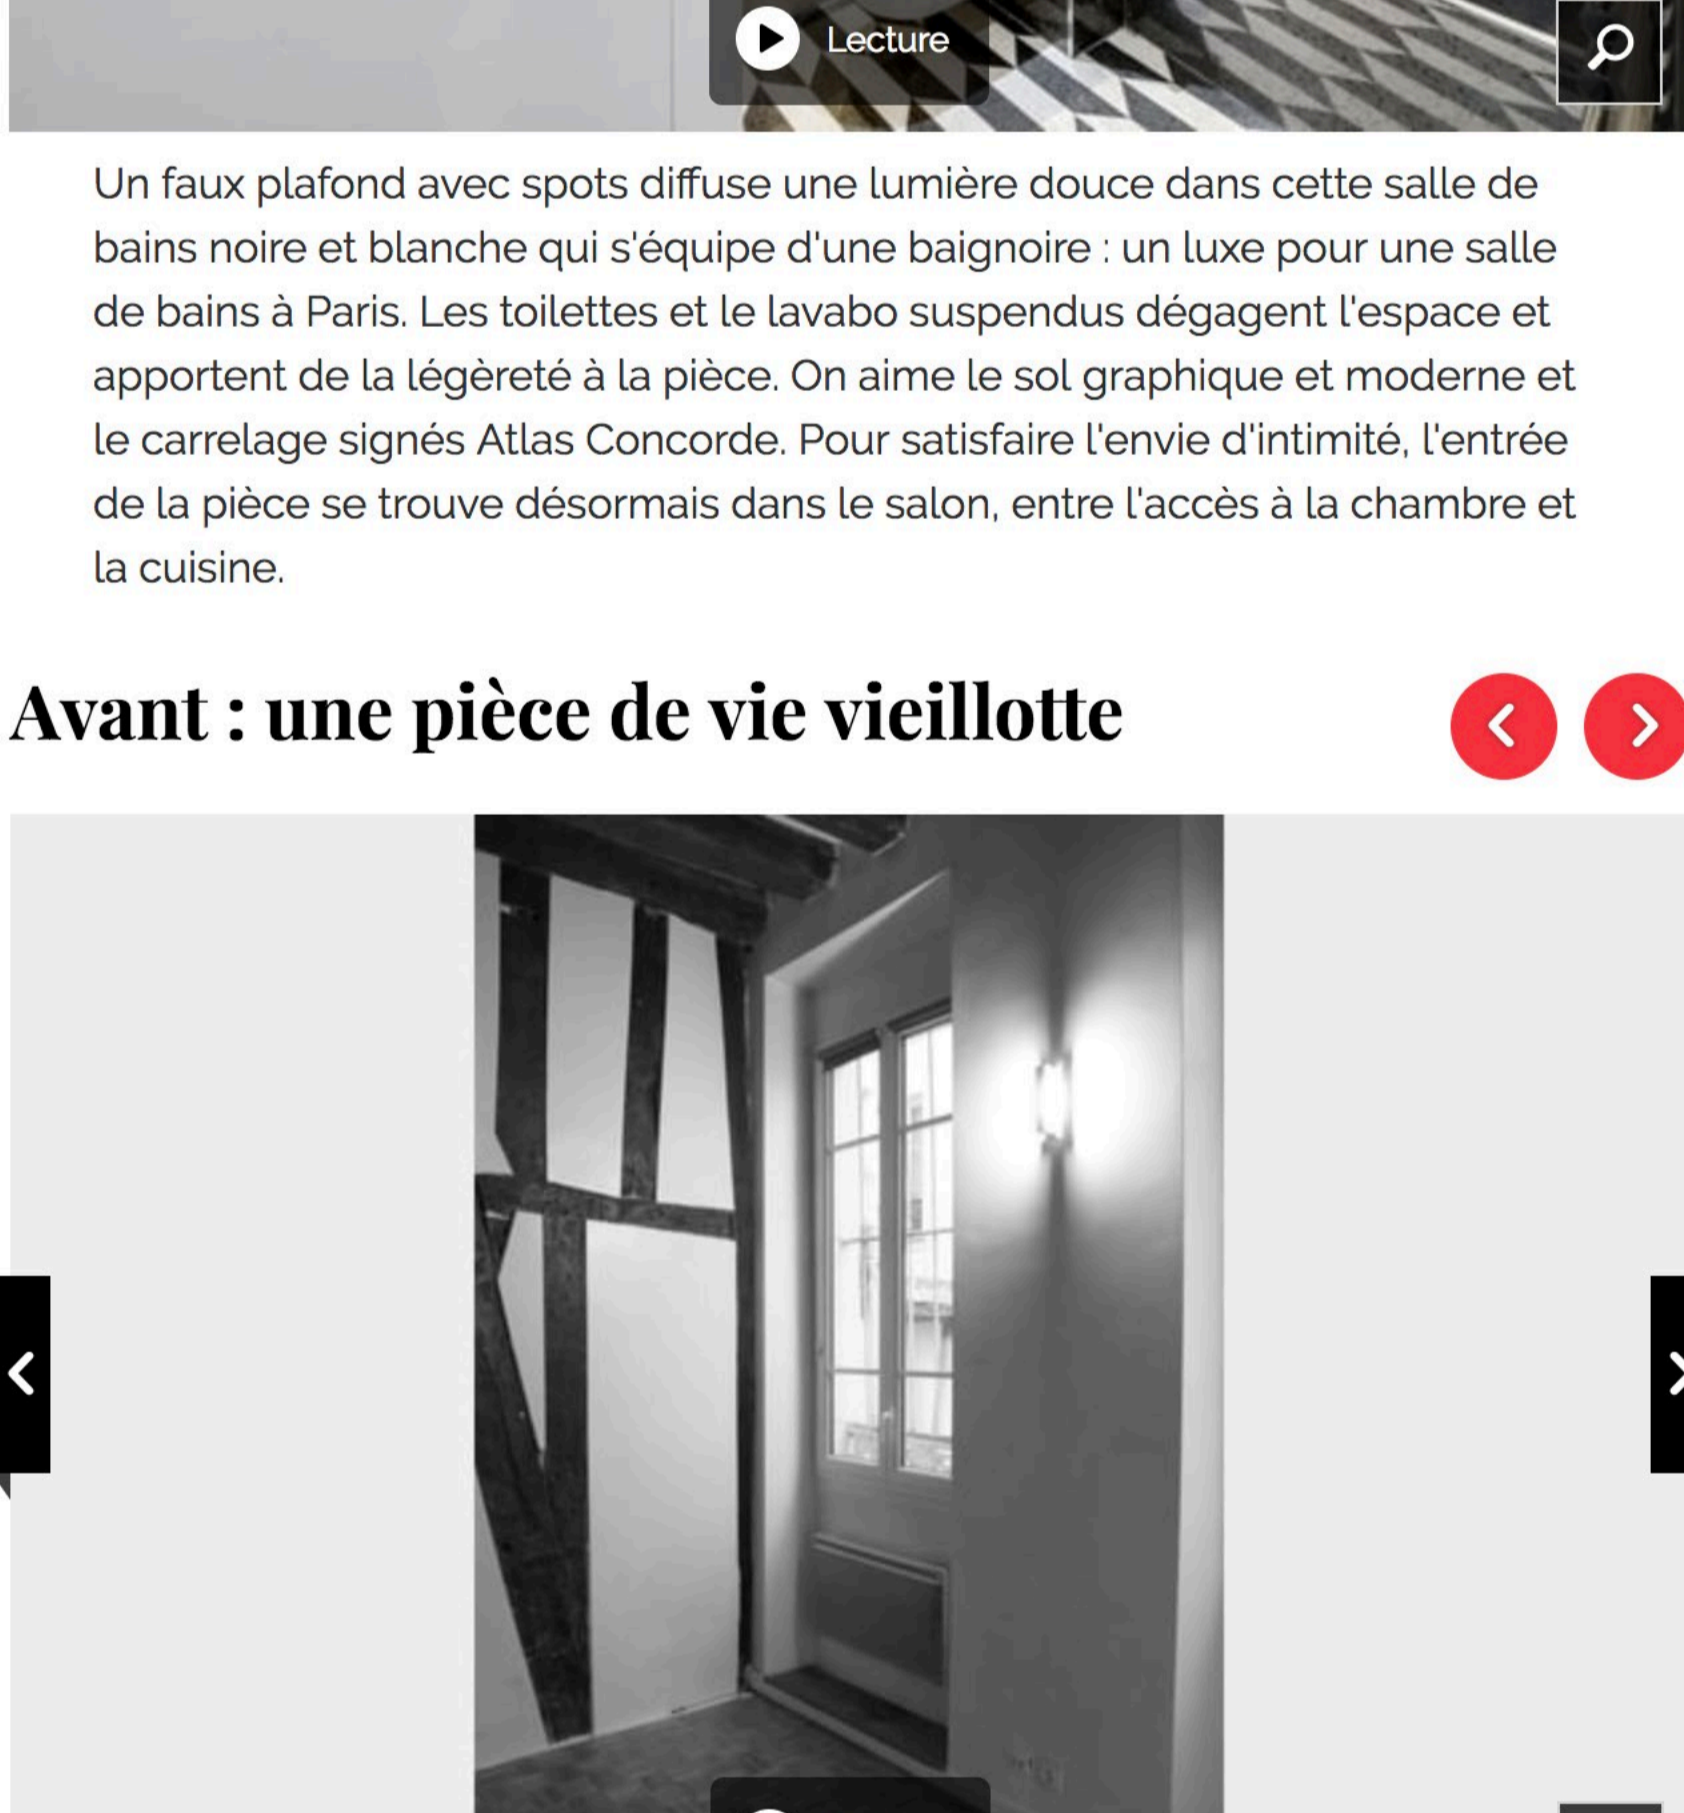 Lecture
Un faux plafond avec spots diffuse une lumière douce dans cette salle de
bains noire et blanche qui s'équipe d'une baignoire : un luxe pour une salle
de bains à Paris. Les toilettes et le lavabo suspendus dégagent l'espace et
apportent de la légèreté à la pièce. On aime le sol graphique et moderne et
le carrelage signés Atlas Concorde. Pour satisfaire l'envie d'intimité, l'entrée
de la pièce se trouve désormais dans le salon, entre l'accès à la chambre et
la cuisine.
Avant : une pièce de vie vieillotte